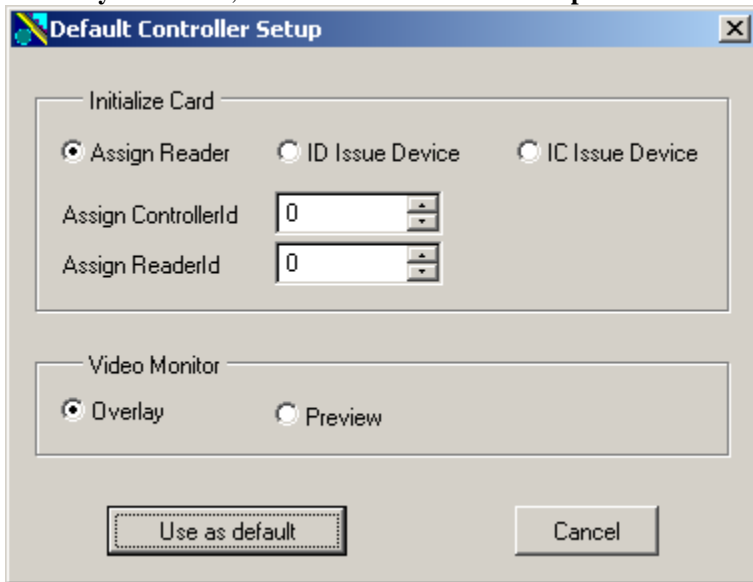 Default Controller Setup
Initialize Card
Assign Reader ID Issue Device IC Issue Device
Assign ControllerId 0
Assign ReaderId 0
Video Monitor
Overlay Preview
Use as default Cancel